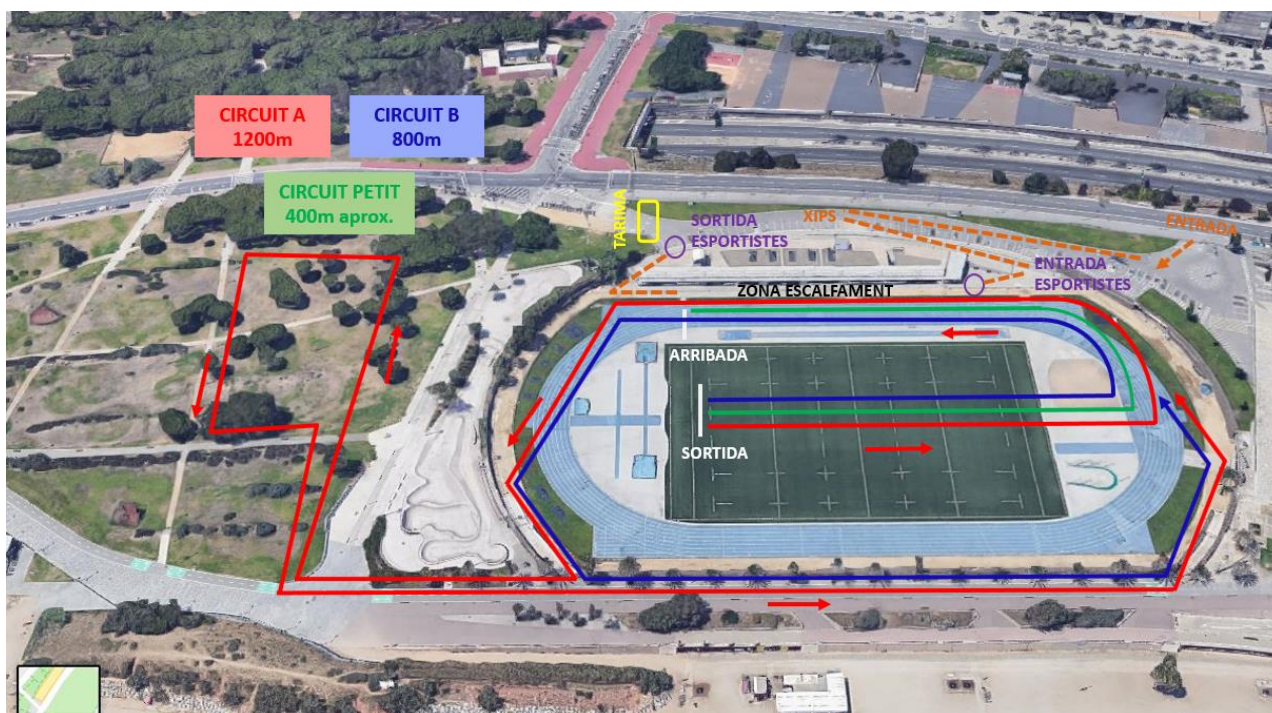 CIRCUIT A
1200m
CIRCUIT B
800m
CIRCUIT PETIT
400m aprox.
TARIMA
SORTIDA
ESPORTISTES
XIPS
ENTRADA
ENTRADA
ESPORTISTES
ZONA ESCALFAMENT
ARRIBADA
SORTIDA